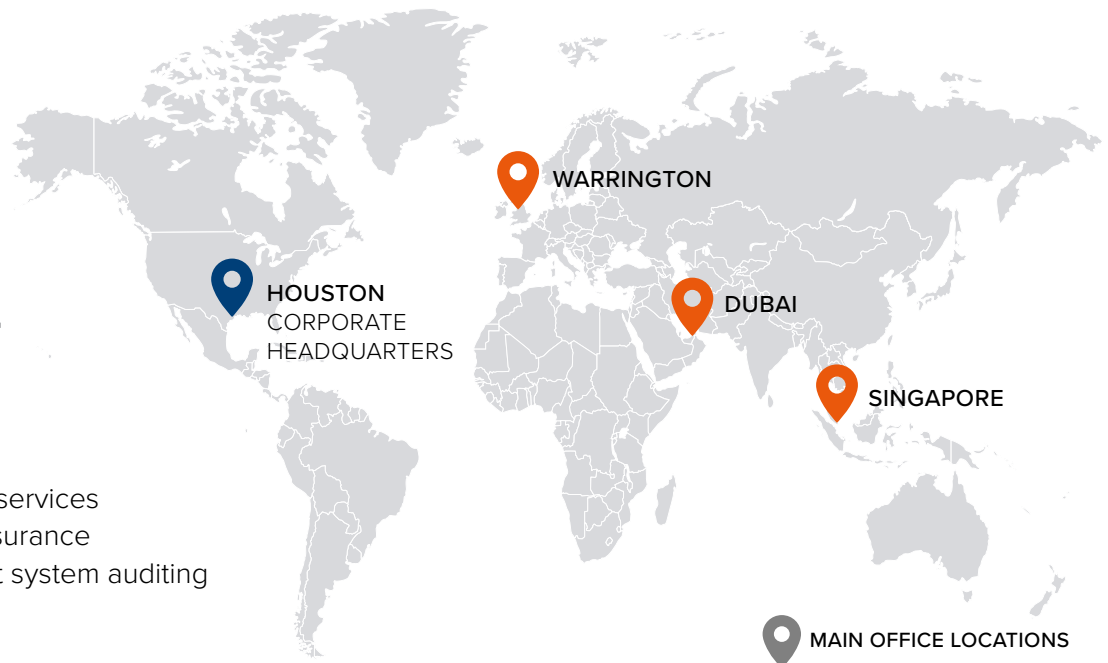 WARRINGTON
HOUSTON
CORPORATE
HEADQUARTERS
DUBAI
SINGAPORE
services
surance
t system auditing
MAIN OFFICE LOCATIONS